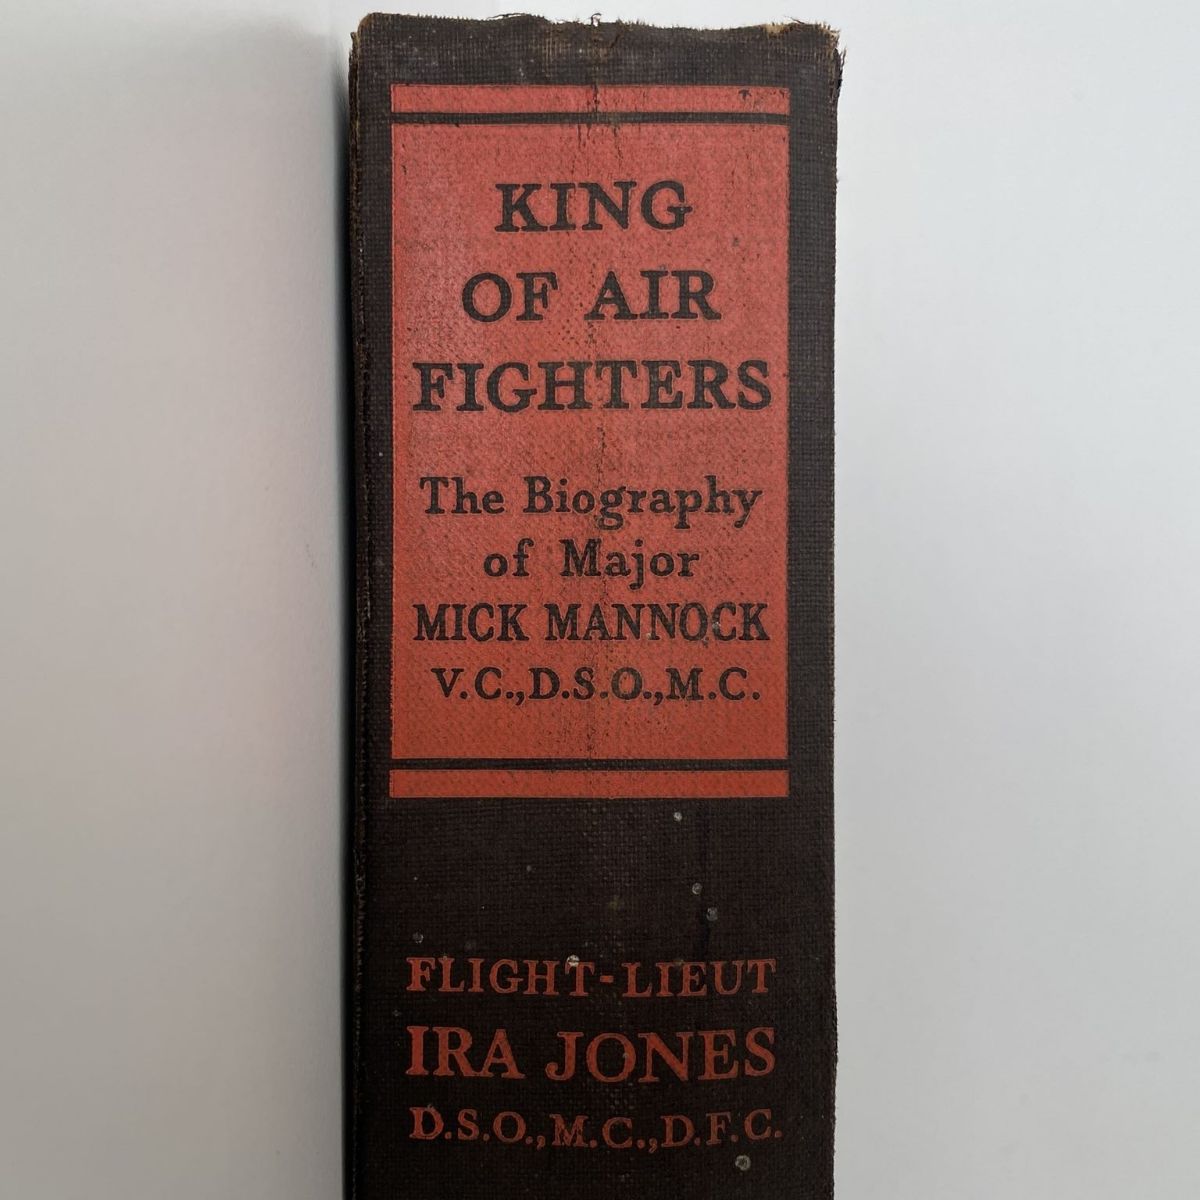 KING
OF AIR
FIGHTERS
The Biography
of Major
MICK MANNOCK
V.C., D.S.O., M.C.
FLIGHT-LIEUT
IRA JONES
D.S.O., M.C., D.F.C.